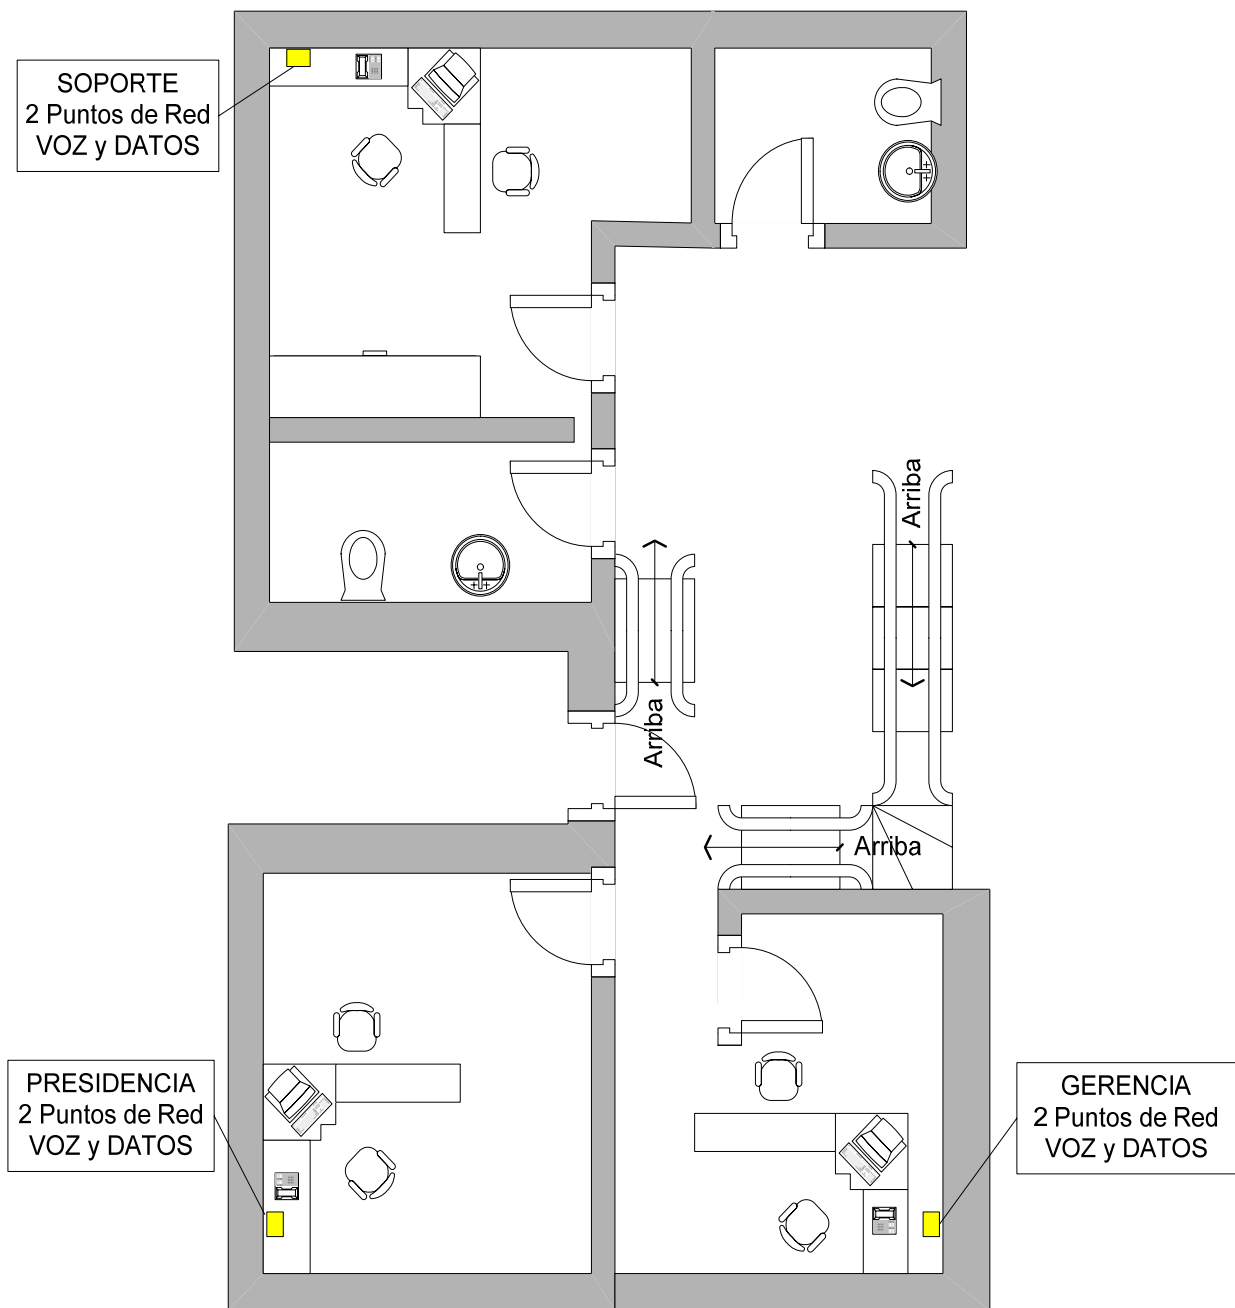 SOPORTE
2 Puntos de Red
VOZ y DATOS
Arriba
Arriba
Arriba
PRESIDENCIA
2 Puntos de Red
VOZ y DATOS
GERENCIA
2 Puntos de Red
VOZ y DATOS